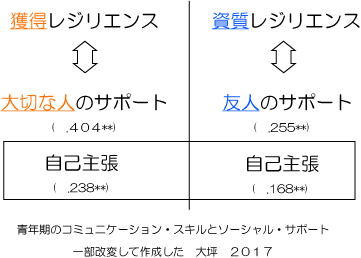 獲得レジリエンス 資質レジリエンス
大切な人のサポート 友人のサポート
( .404**) ( .255**)
自己主張 自己主張
( .238**) ( .168**)
青年期のコミュニケーション・スキルとソーシャル・サポート
一部改変して作成した 大坪 2017